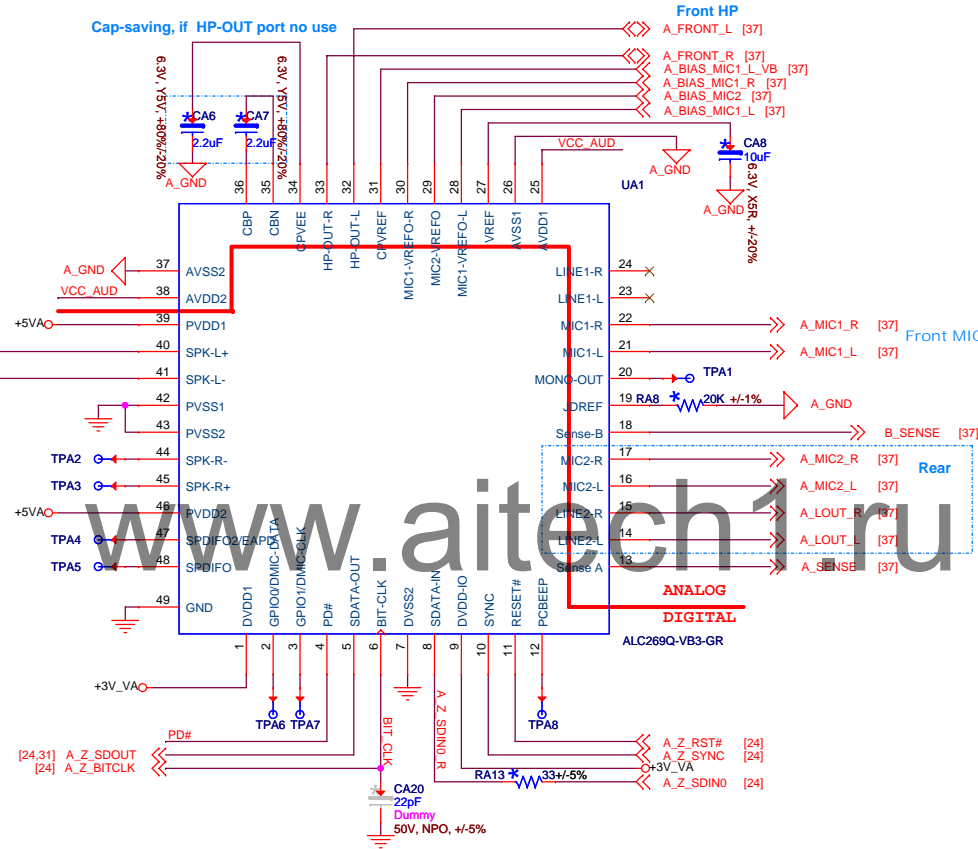 Front HP
Cap-saving, if HP-OUT port no use
A_FRONT_L [37]
A_FRONT_R [37]
A_BIAS_MIC1_L_VB [37]
A_BIAS_MIC1_R [37]
A_BIAS_MIC2 [37]
A_BIAS_MIC1_L [37]
6.3V, Y5V, +80%/-20%
6.3V, Y5V, +80%/-20%
CA6
2.2uF
CA7
2.2uF
A_GND
VCC_AUD
A_GND
CA8
10uF
6.3V, X5R, +/-20%
A_GND
UA1
36
35
34
33
32
31
30
29
28
27
26
25
CBP
CBN
CPVEE
HP-OUT-R
HP-OUT-L
CPVREF
MIC1-VREFO-R
MIC2-VREFO
MIC1-VREFO-L
VREF
AVSS1
AVDD1
A_GND 37 AVSS2
VCC_AUD 38 AVDD2
+5VA 39 PVDD1
40 SPK-L+
41 SPK-L-
42 PVSS1
43 PVSS2
TPA2 44 SPK-R-
TPA3 45 SPK-R+
+5VA 46 PVDD2
TPA4 47 SPDIFO2/EAPD
TPA5 48 SPDIFO
49 GND
LINE1-R 24
LINE1-L 23
MIC1-R 22 A_MIC1_R [37]
Front MIC
MIC1-L 21 A_MIC1_L [37]
MONO-OUT 20 TPA1
JDREF 19 RA8 20K +/-1% A_GND
Sense-B 18 B_SENSE [37]
MIC2-R 17 A_MIC2_R [37]
Rear
MIC2-L 16 A_MIC2_L [37]
LINE2-R 15 A_LOUT_R [37]
LINE2-L 14 A_LOUT_L [37]
Sense A 13 A_SENSE [37]
www.aitech1.ru
ANALOG
DIGITAL
ALC269Q-VB3-GR
DVDD1
GPIO0/DMIC-DATA
GPIO1/DMIC-CLK
PD#
SDATA-OUT
BIT-CLK
DVSS2
SDATA-IN
DVDD-IO
SYNC
RESET#
PCBEEP
1
2
3
4
5
6
7
8
9
10
11
12
+3V_VA
TPA6
TPA7
TPA8
PD#
BIT_CLK
A_Z_SDIN0_R
[24,31] A_Z_SDOUT
[24] A_Z_BITCLK
A_Z_RST# [24]
A_Z_SYNC [24]
+3V_VA
RA13 33+/-5%
A_Z_SDIN0 [24]
CA20
22pF
Dummy
50V, NPO, +/-5%